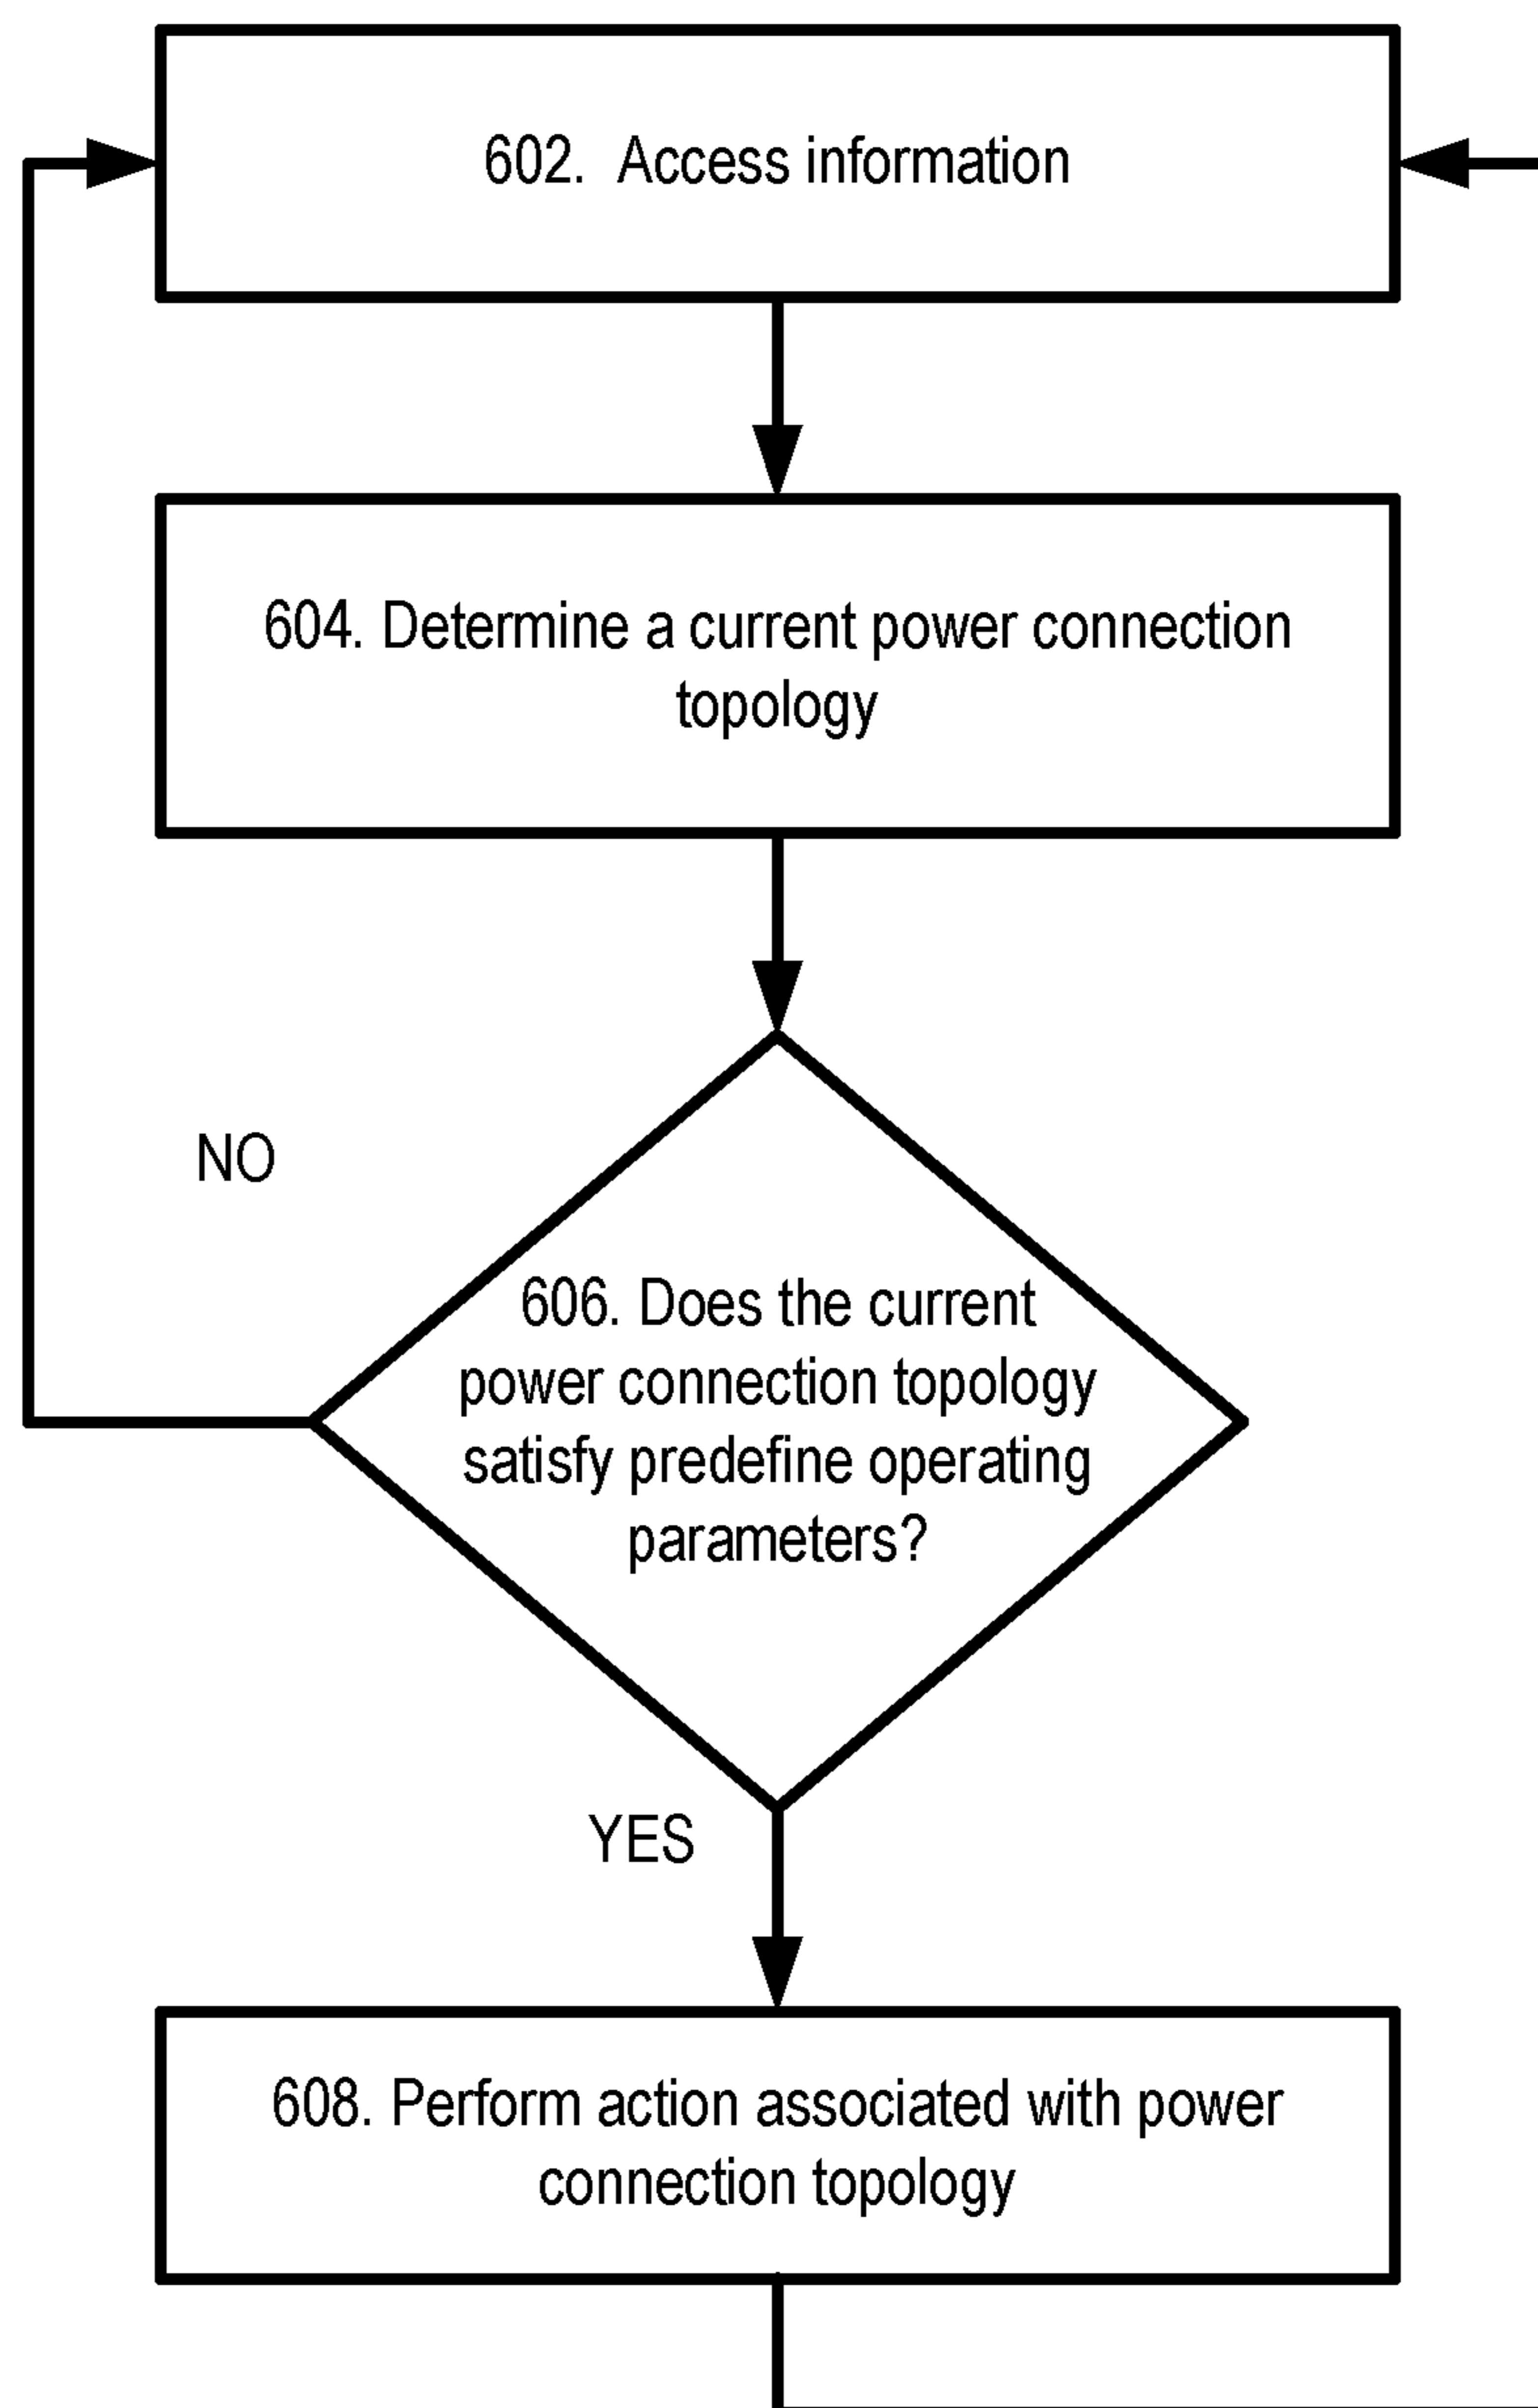 602.  Access information
604. Determine a current power connection
topology
NO
606. Does the current
power connection topology
satisfy predefine operating
parameters?
YES
608. Perform action associated with power
connection topology